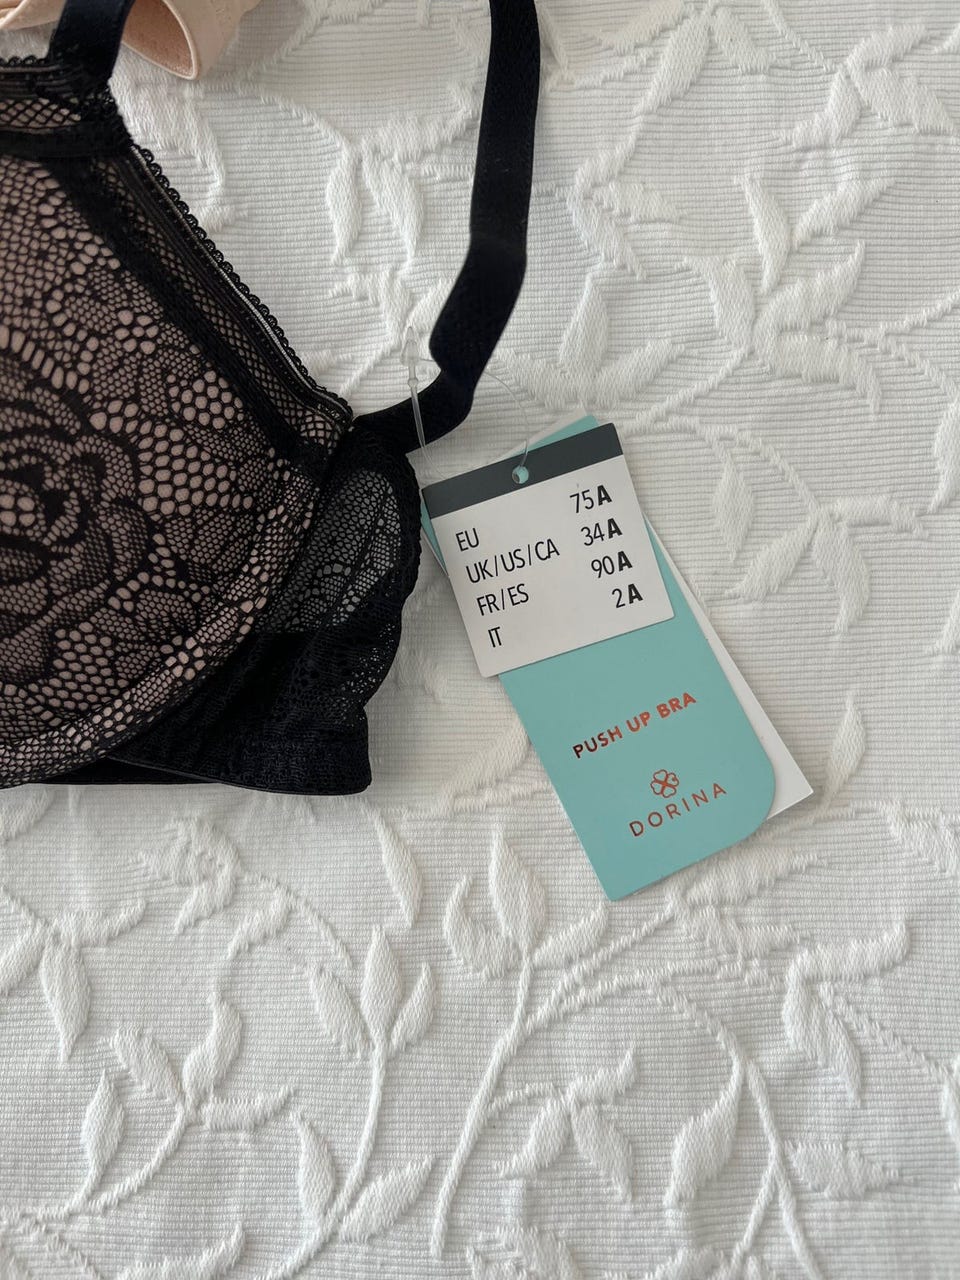 EU 75A
UK/US/CA 34A
FR/ES 90A
IT 2A
PUSH UP BRA
DORINA